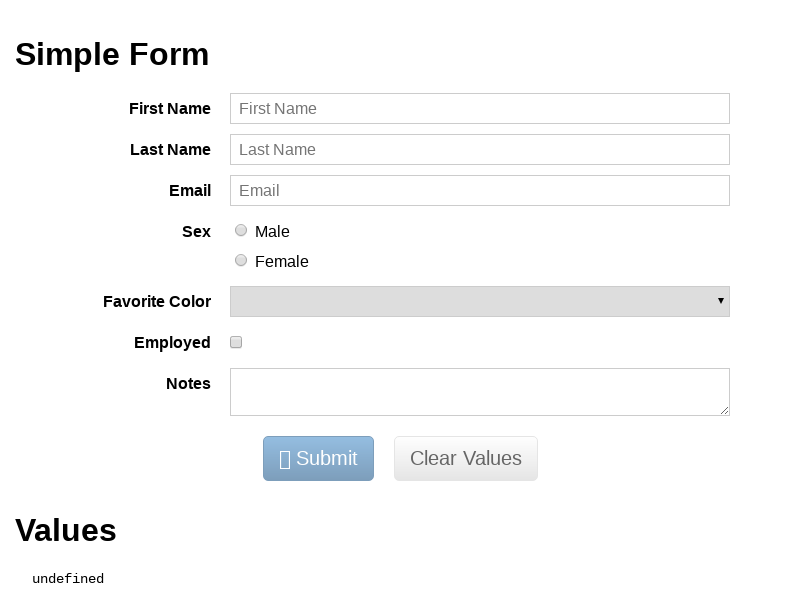 Simple Form
First Name First Name
Last Name Last Name
Email Email
Sex Male
Female
Favorite Color
Employed
Notes
Submit Clear Values
Values
undefined